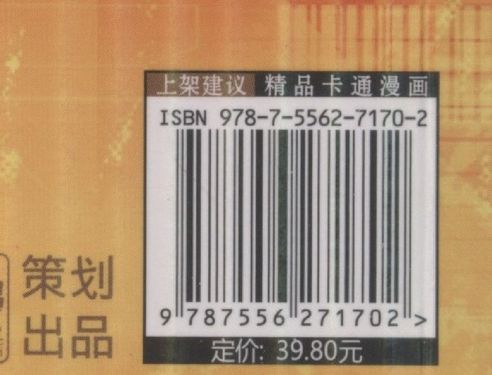 上架建议 精品卡通漫画
ISBN 978-7-5562-7170-2
9 787556 271702 >
定价: 39.80元
策划
出品